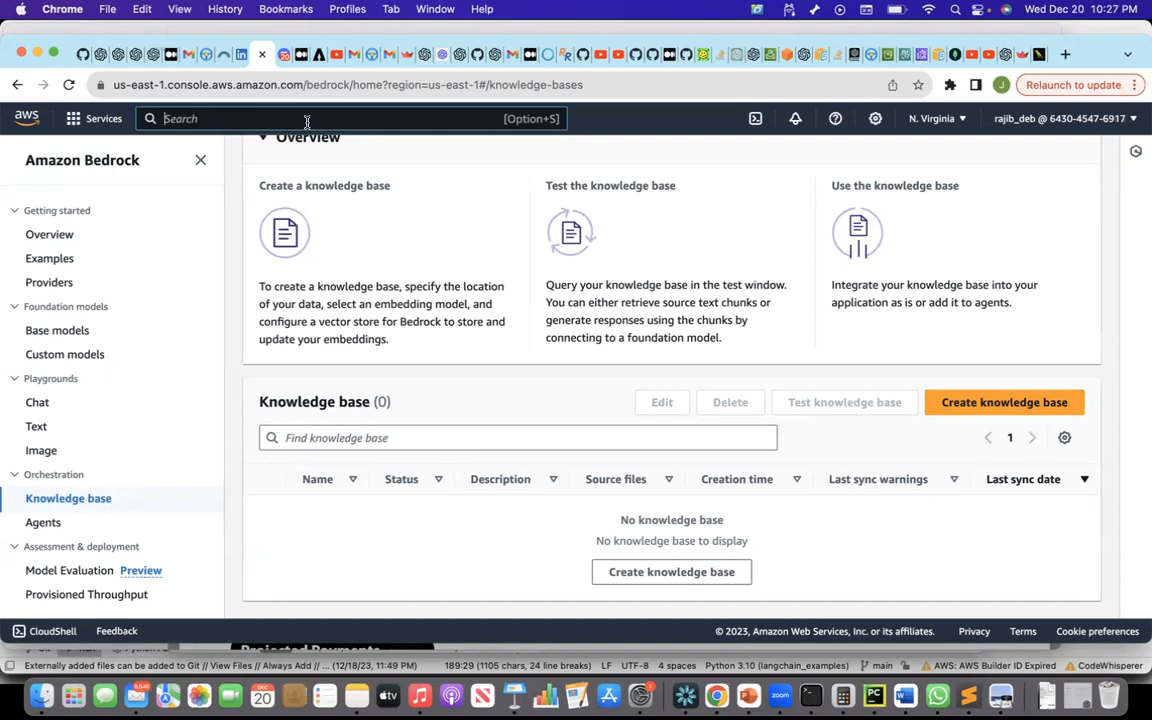 Chrome File Edit View History Bookmarks Profiles Tab Window Help Wed Dec 20 10:27 PM
us-east-1.console.aws.amazon.com/bedrock/home?region=us-east-1#/knowledge-bases
J Relaunch to update
aws Services Search [Option+S] N. Virginia rajib_deb @ 6430-4547-6917
Amazon Bedrock
Getting started
Overview
Examples
Providers
Foundation models
Base models
Custom models
Playgrounds
Chat
Text
Image
Orchestration
Knowledge base
Agents
Assessment & deployment
Model Evaluation Preview
Provisioned Throughput
Overview
Create a knowledge base
To create a knowledge base, specify the location
of your data, select an embedding model, and
configure a vector store for Bedrock to store and
update your embeddings.
Test the knowledge base
Query your knowledge base in the test window.
You can either retrieve source text chunks or
generate responses using the chunks by
connecting to a foundation model.
Use the knowledge base
Integrate your knowledge base into your
application as is or add it to agents.
Knowledge base (0) Edit Delete Test knowledge base Create knowledge base
Find knowledge base 1
Name Status Description Source files Creation time Last sync warnings Last sync date
No knowledge base
No knowledge base to display
Create knowledge base
CloudShell Feedback © 2023, Amazon Web Services, Inc. or its affiliates. Privacy Terms Cookie preferences
Projected Payments
Externally added files can be added to Git // View Files // Always Add // ... (12/18/23, 11:49 PM) 189:29 (1105 chars, 24 line breaks) LF UTF-8 4 spaces Python 3.10 (langchain_examples) main AWS: AWS Builder ID Expired CodeWhisperer